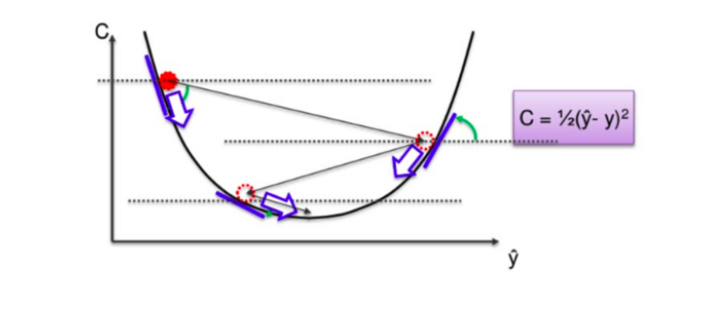 C
C = ½(ŷ- y)²
ŷ